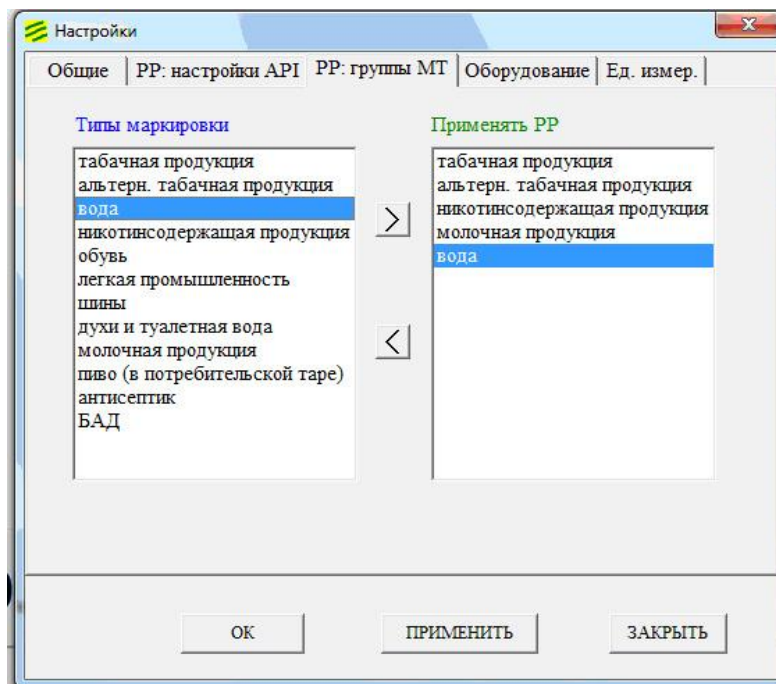 Настройки
Общие
РР: настройки API
РР: группы МТ
Оборудование
Ед. измер.
Типы маркировки
табачная продукция
альтерн. табачная продукция
вода
никотинсодержащая продукция
обувь
легкая промышленность
шины
духи и туалетная вода
молочная продукция
пиво (в потребительской таре)
антисептик
БАД
>
<
Применять РР
табачная продукция
альтерн. табачная продукция
никотинсодержащая продукция
молочная продукция
вода
ОК
ПРИМЕНИТЬ
ЗАКРЫТЬ